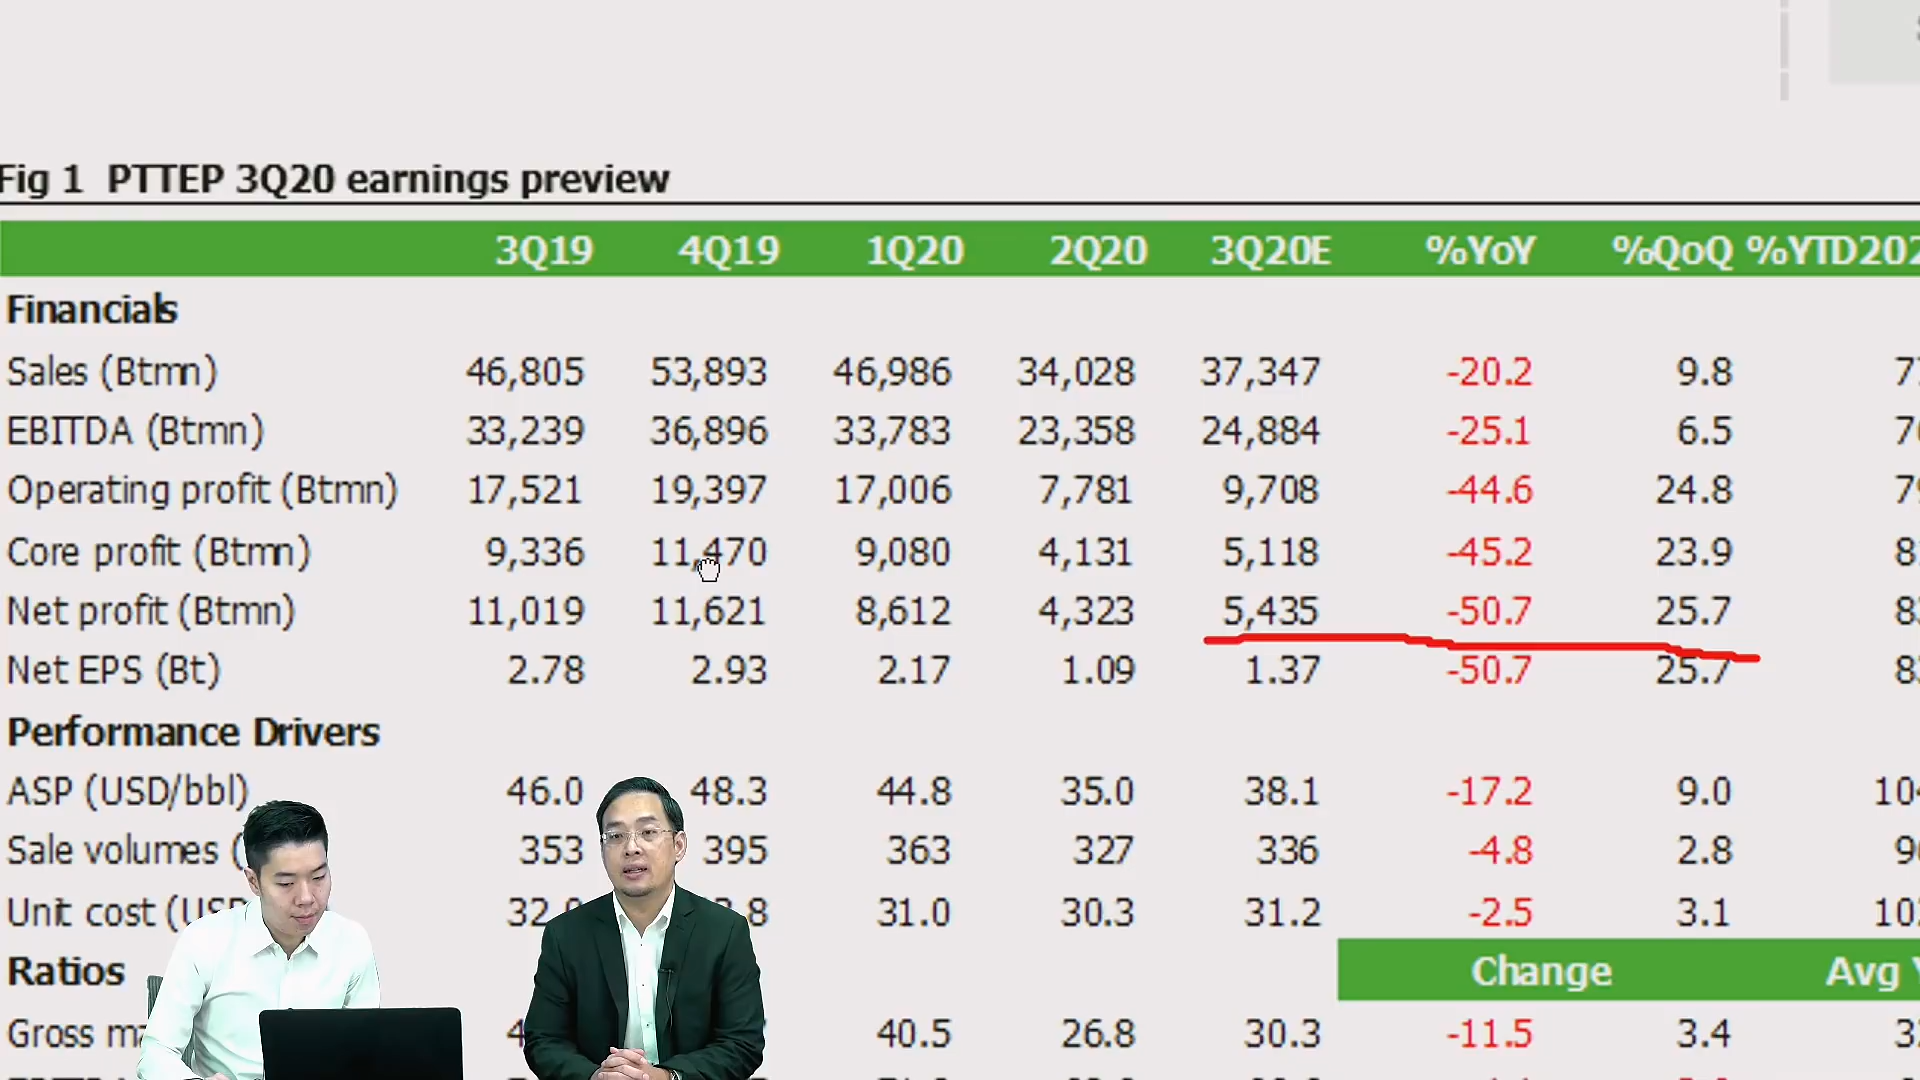 Fig 1 PTTEP 3Q20 earnings preview
3Q19 4Q19 1Q20 2Q20 3Q20E %YoY %QoQ
Financials
Sales (Btmn) 46,805 53,893 46,986 34,028 37,347 -20.2 9.8
EBITDA (Btmn) 33,239 36,896 33,783 23,358 24,884 -25.1 6.5
Operating profit (Btmn) 17,521 19,397 17,006 7,781 9,708 -44.6 24.8
Core profit (Btmn) 9,336 11,470 9,080 4,131 5,118 -45.2 23.9
Net profit (Btmn) 11,019 11,621 8,612 4,323 5,435 -50.7 25.7
Net EPS (Bt) 2.78 2.93 2.17 1.09 1.37 -50.7 25.7
Performance Drivers
ASP (USD/bbl) 46.0 48.3 44.8 35.0 38.1 -17.2 9.0
Sale volumes ( 353 395 363 327 336 -4.8 2.8
Unit cost 31.0 30.3 31.2 -2.5 3.1
Ratios Change Avg
Gross 40.5 26.8 30.3 -11.5 3.4